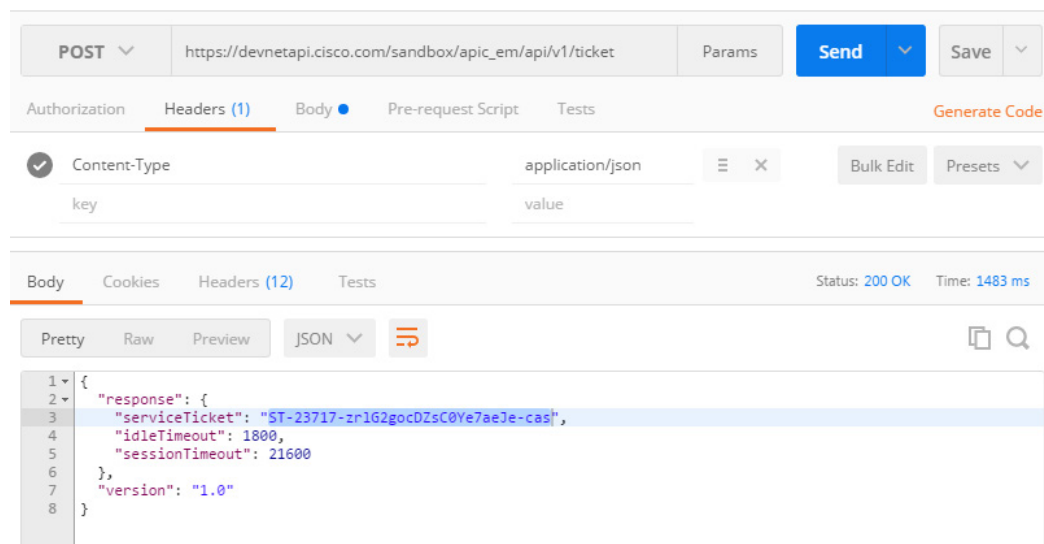 POST https://devnetapi.cisco.com/sandbox/apic_em/api/v1/ticket Params Send Save
Authorization Headers (1) Body Pre-request Script Tests Generate Code
Content-Type application/json Bulk Edit Presets
key value
Body Cookies Headers (12) Tests Status: 200 OK Time: 1483 ms
Pretty Raw Preview JSON
1 {
2 "response": {
3 "serviceTicket": "ST-23717-zrlG2gocDZsC0Ye7aeJe-cas",
4 "idleTimeout": 1800,
5 "sessionTimeout": 21600
6 },
7 "version": "1.0"
8 }